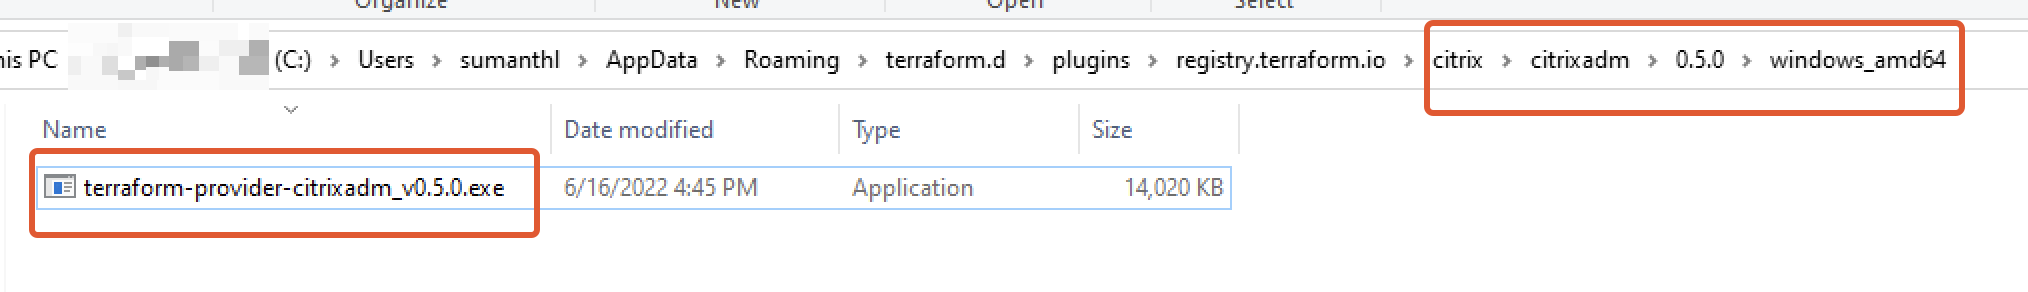 Organize New Open Select
his PC (C:) > Users > sumanthl > AppData > Roaming > terraform.d > plugins > registry.terraform.io > citrix > citrixadm > 0.5.0 > windows_amd64
Name Date modified Type Size
terraform-provider-citrixadm_v0.5.0.exe 6/16/2022 4:45 PM Application 14,020 KB